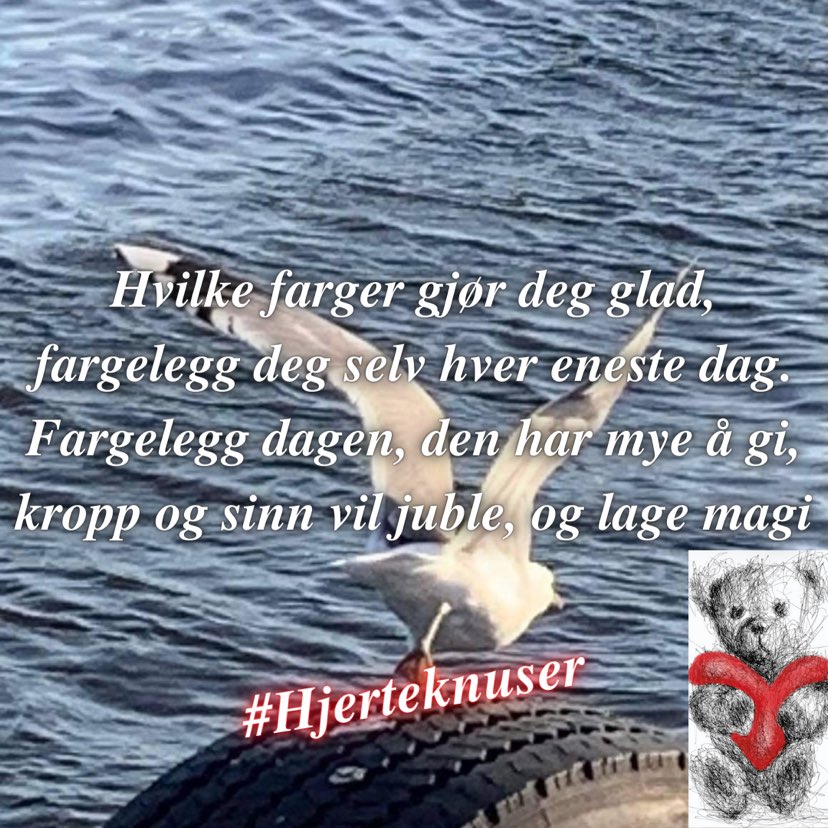 Hvilke farger gjør deg glad,
fargelegg deg selv hver eneste dag.
Fargelegg dagen, den har mye å gi,
kropp og sinn vil juble, og lage magi
#Hjerteknuser